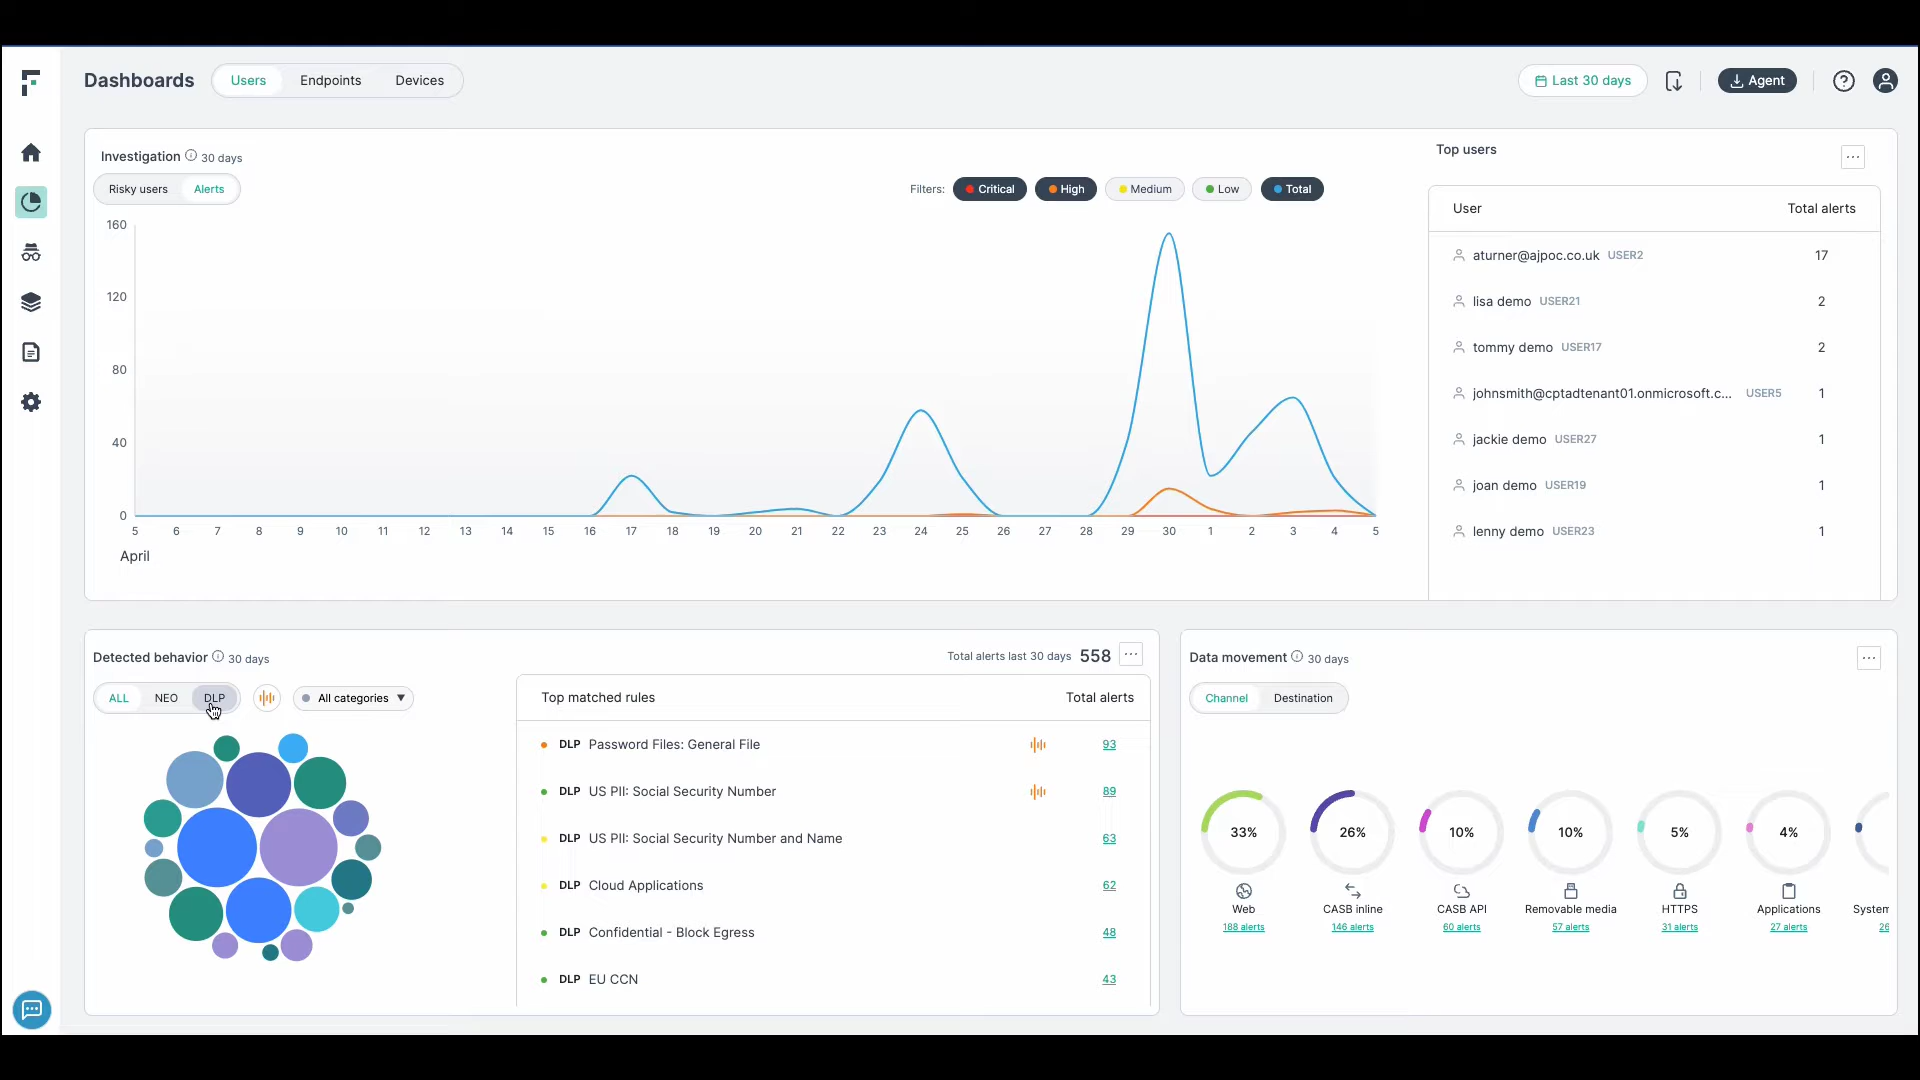 Dashboards Users Endpoints Devices
Last 30 days Agent
Investigation 30 days
Risky users Alerts
Filters: Critical High Medium Low Total
160
120
80
40
0
5 6 7 8 9 10 11 12 13 14 15 16 17 18 19 20 21 22 23 24 25 26 27 28 29 30 1 2 3 4 5
April
Top users
User Total alerts
aturner@ajpoc.co.uk USER2 17
lisa demo USER21 2
tommy demo USER17 2
johnsmith@cptadtenant01.onmicrosoft.c... USER5 1
jackie demo USER27 1
joan demo USER19 1
lenny demo USER23 1
Detected behavior 30 days
Total alerts last 30 days 558
ALL NEO DLP All categories
Top matched rules Total alerts
DLP Password Files: General File 93
DLP US PII: Social Security Number 89
DLP US PII: Social Security Number and Name 63
DLP Cloud Applications 62
DLP Confidential - Block Egress 48
DLP EU CCN 43
Data movement 30 days
Channel Destination
33% 26% 10% 10% 5% 4%
Web CASB inline CASB API Removable media HTTPS Applications System
188 alerts 146 alerts 60 alerts 57 alerts 31 alerts 27 alerts 26